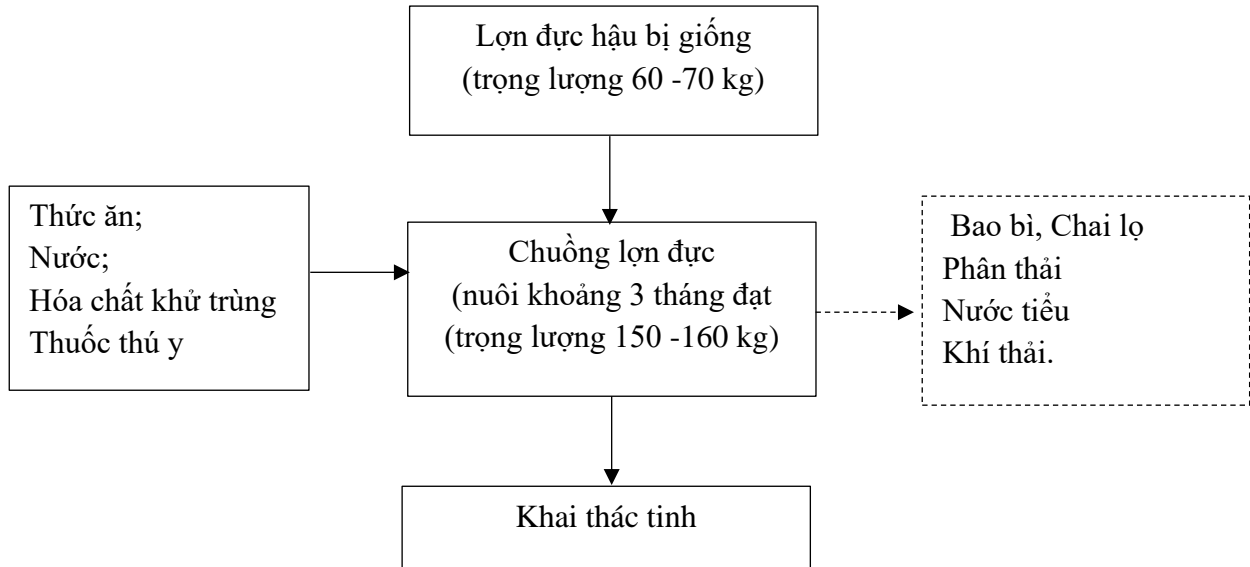 Lợn đực hậu bị giống
(trọng lượng 60 -70 kg)
Thức ăn;
Nước;
Hóa chất khử trùng
Thuốc thú y
Chuồng lợn đực
(nuôi khoảng 3 tháng đạt
(trọng lượng 150 -160 kg)
Bao bì, Chai lọ
Phân thải
Nước tiểu
Khí thải.
Khai thác tinh